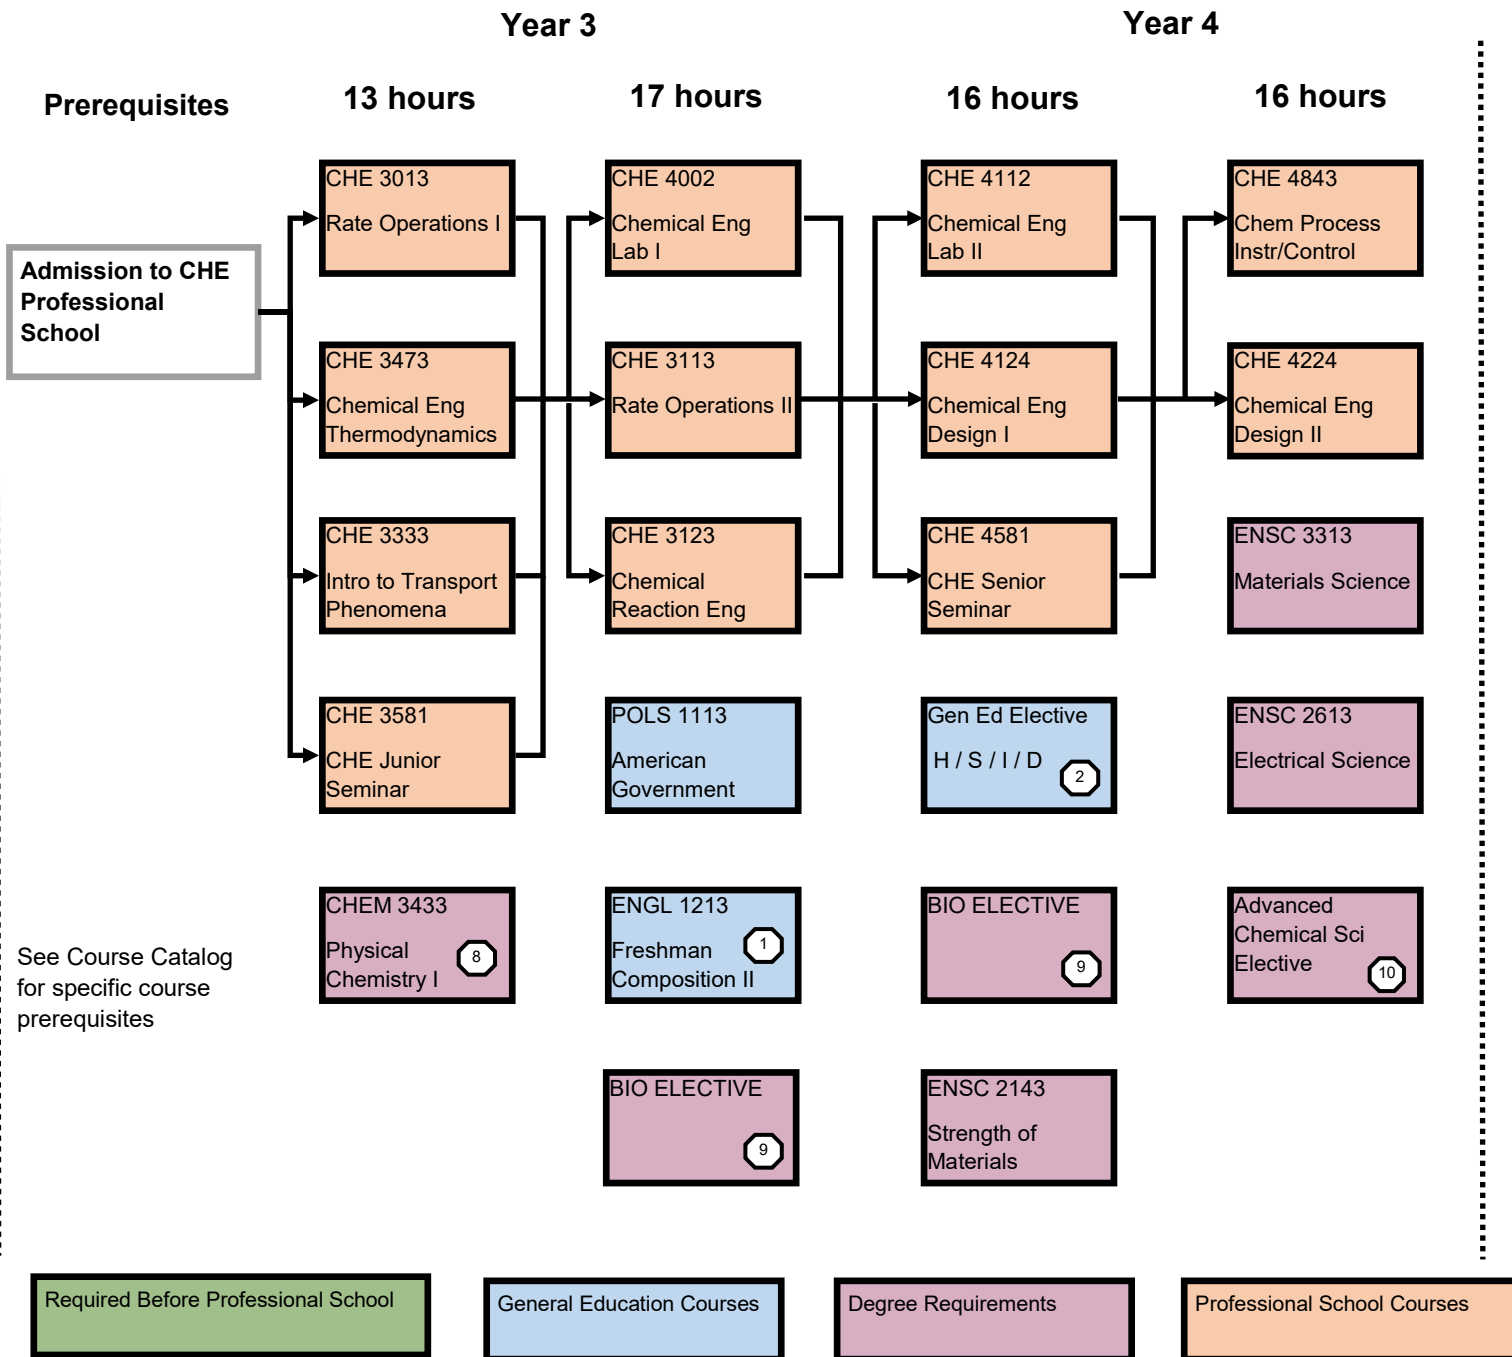 Year 3
Year 4
Prerequisites
13 hours
17 hours
16 hours
16 hours
Admission to CHE
Professional
School
CHE 3013
Rate Operations I
CHE 4002
Chemical Eng
Lab I
CHE 4112
Chemical Eng
Lab II
CHE 4843
Chem Process
Instr/Control
CHE 3473
Chemical Eng
Thermodynamics
CHE 3113
Rate Operations II
CHE 4124
Chemical Eng
Design I
CHE 4224
Chemical Eng
Design II
CHE 3333
Intro to Transport
Phenomena
CHE 3123
Chemical
Reaction Eng
CHE 4581
CHE Senior
Seminar
ENSC 3313
Materials Science
CHE 3581
CHE Junior
Seminar
POLS 1113
American
Government
Gen Ed Elective
H / S / I / D
2
ENSC 2613
Electrical Science
See Course Catalog
for specific course
prerequisites
CHEM 3433
Physical
Chemistry I
8
ENGL 1213
Freshman
Composition II
1
BIO ELECTIVE
9
Advanced
Chemical Sci
Elective
10
BIO ELECTIVE
9
ENSC 2143
Strength of
Materials
Required Before Professional School
General Education Courses
Degree Requirements
Professional School Courses